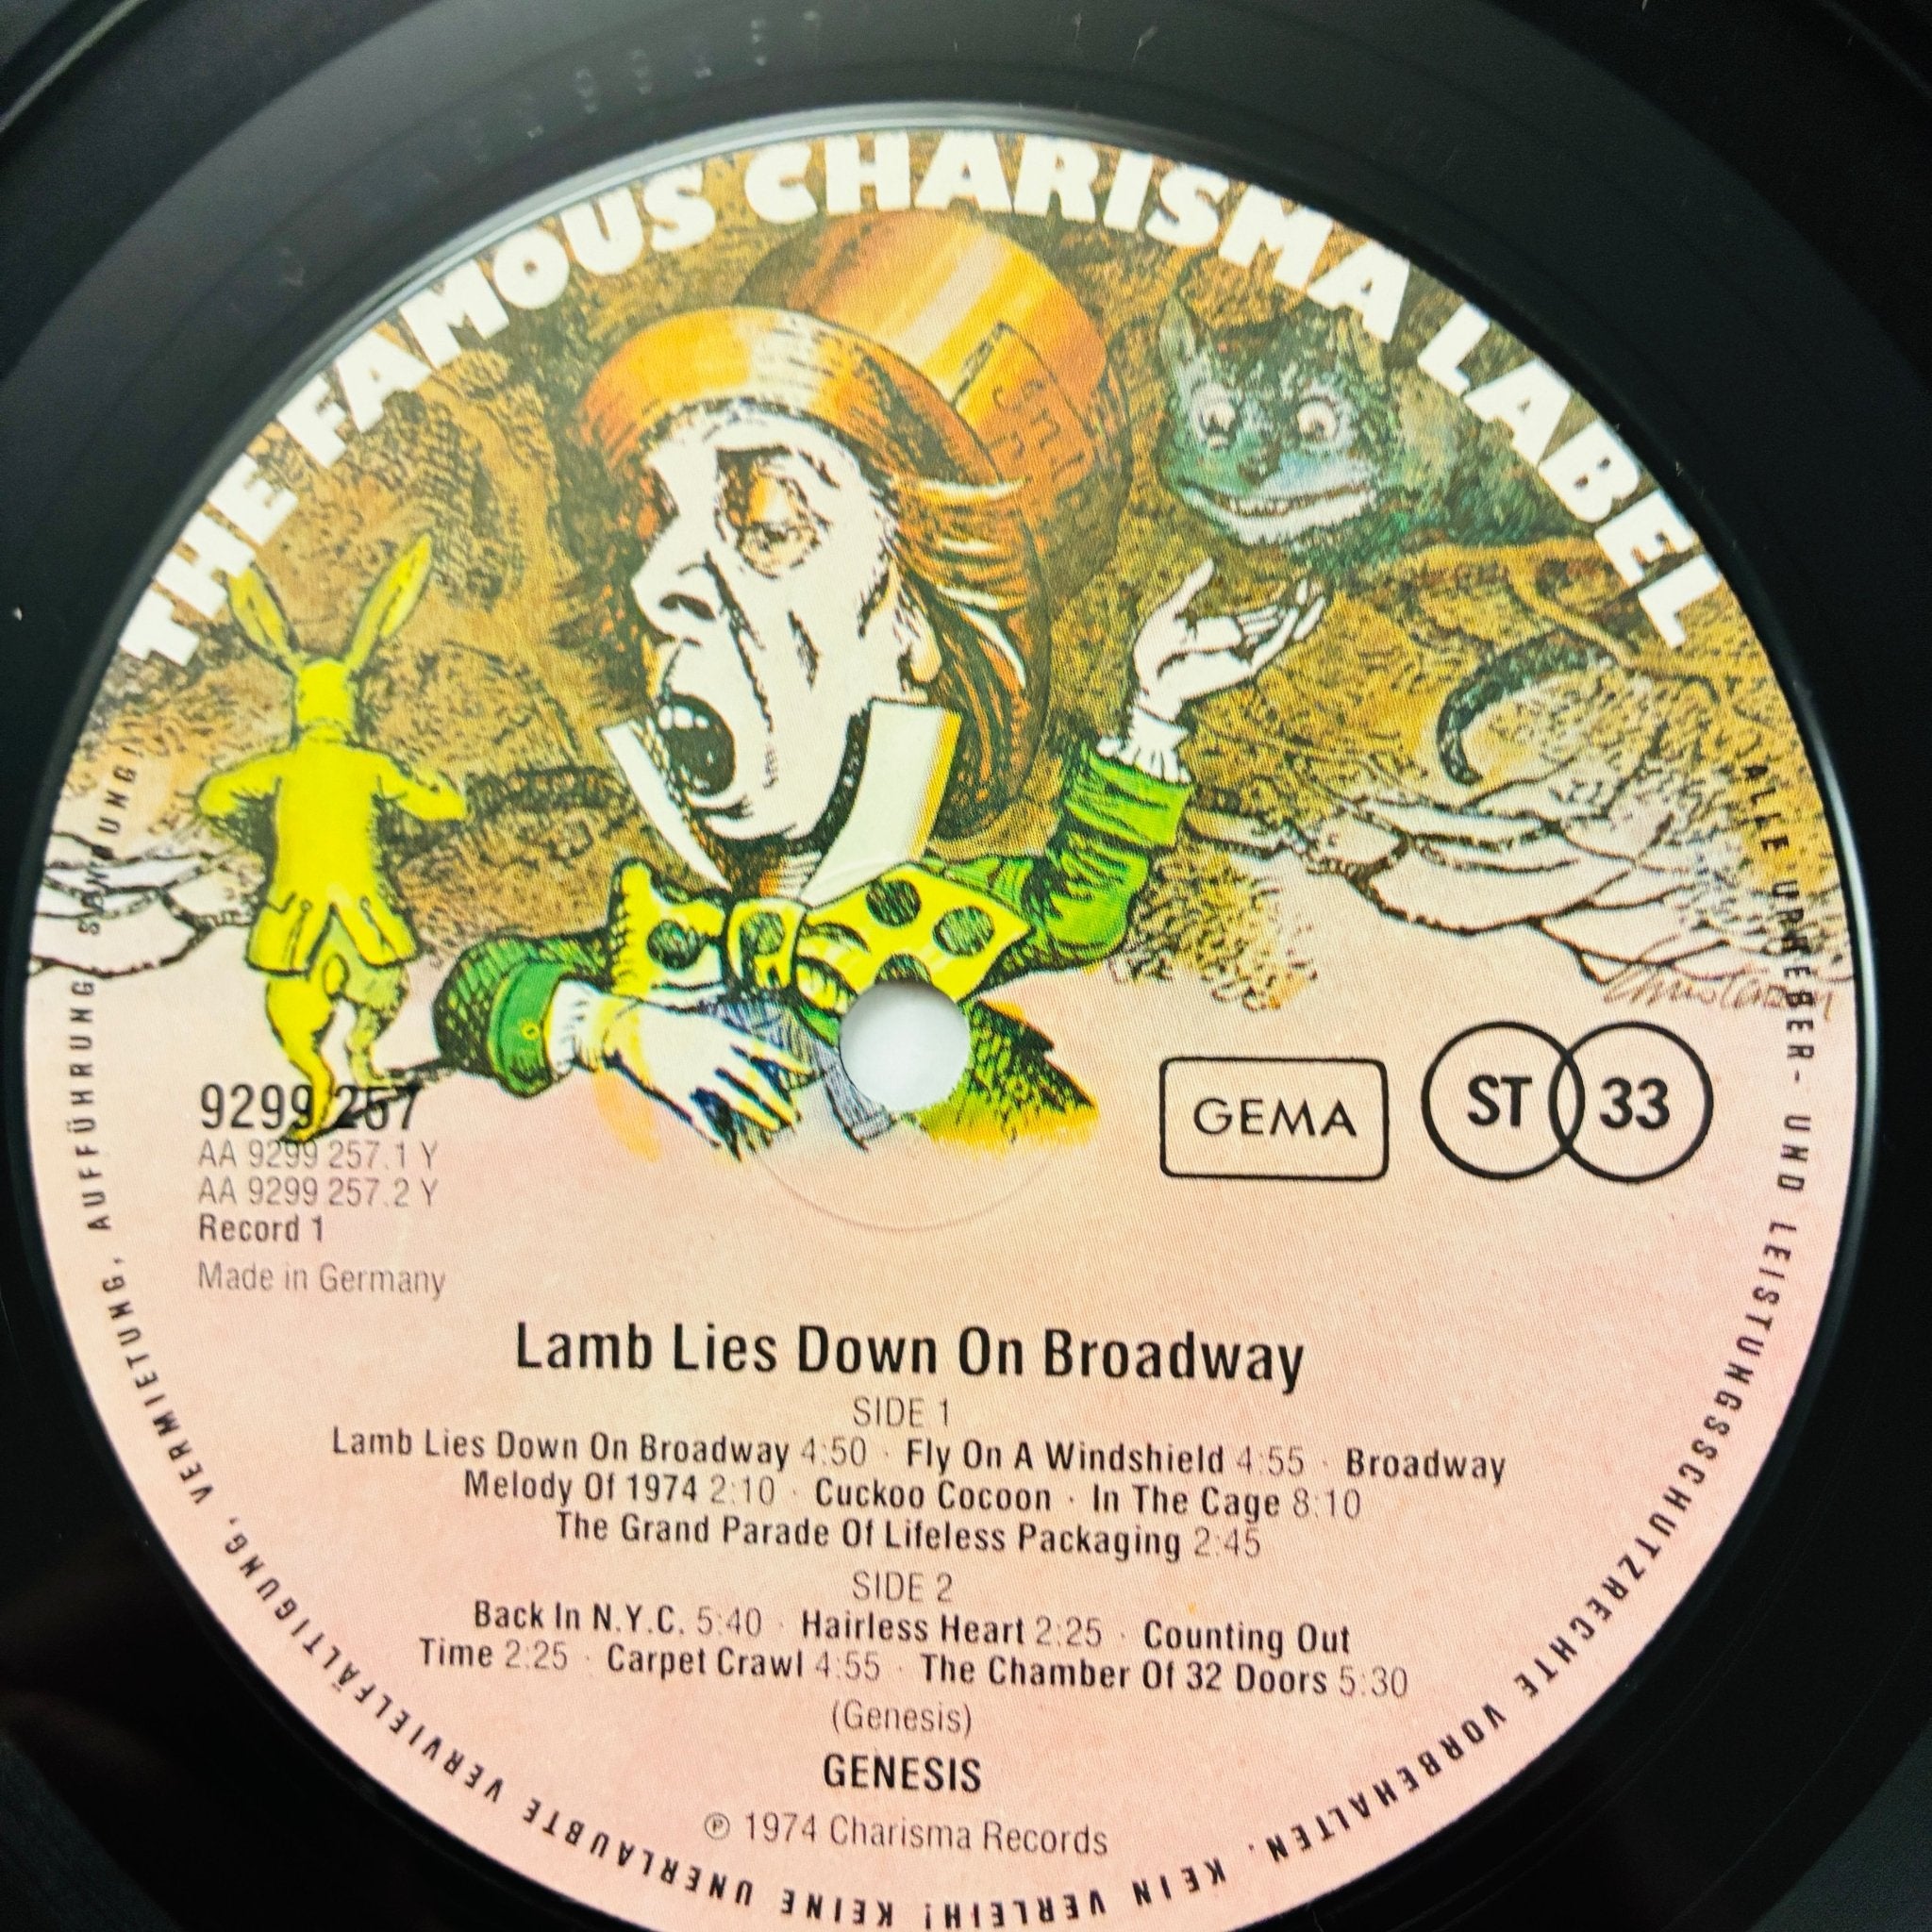 THE FAMOUS CHARISMA LABEL
9299 257
AA 9299 257.1 Y
AA 9299 257.2 Y
Record 1
Made in Germany
GEMA
ST 33
Lamb Lies Down On Broadway
SIDE 1
Lamb Lies Down On Broadway 4:50 · Fly On A Windshield 4:55 · Broadway
Melody Of 1974 2:10 · Cuckoo Cocoon · In The Cage 8:10
The Grand Parade Of Lifeless Packaging 2:45
SIDE 2
Back In N.Y.C. 5:40 · Hairless Heart 2:25 · Counting Out
Time 2:25 · Carpet Crawl 4:55 · The Chamber Of 32 Doors 5:30
(Genesis)
GENESIS
℗ 1974 Charisma Records
ALLE URHEBER- UND LEISTUNGSSCHUTZRECHTE VORBEHALTEN. KEIN VERLEIH! KEINE UNERLAUBTE VERVIELFÄLTIGUNG, VERMIETUNG, AUFFÜHRUNG, SENDUNG!